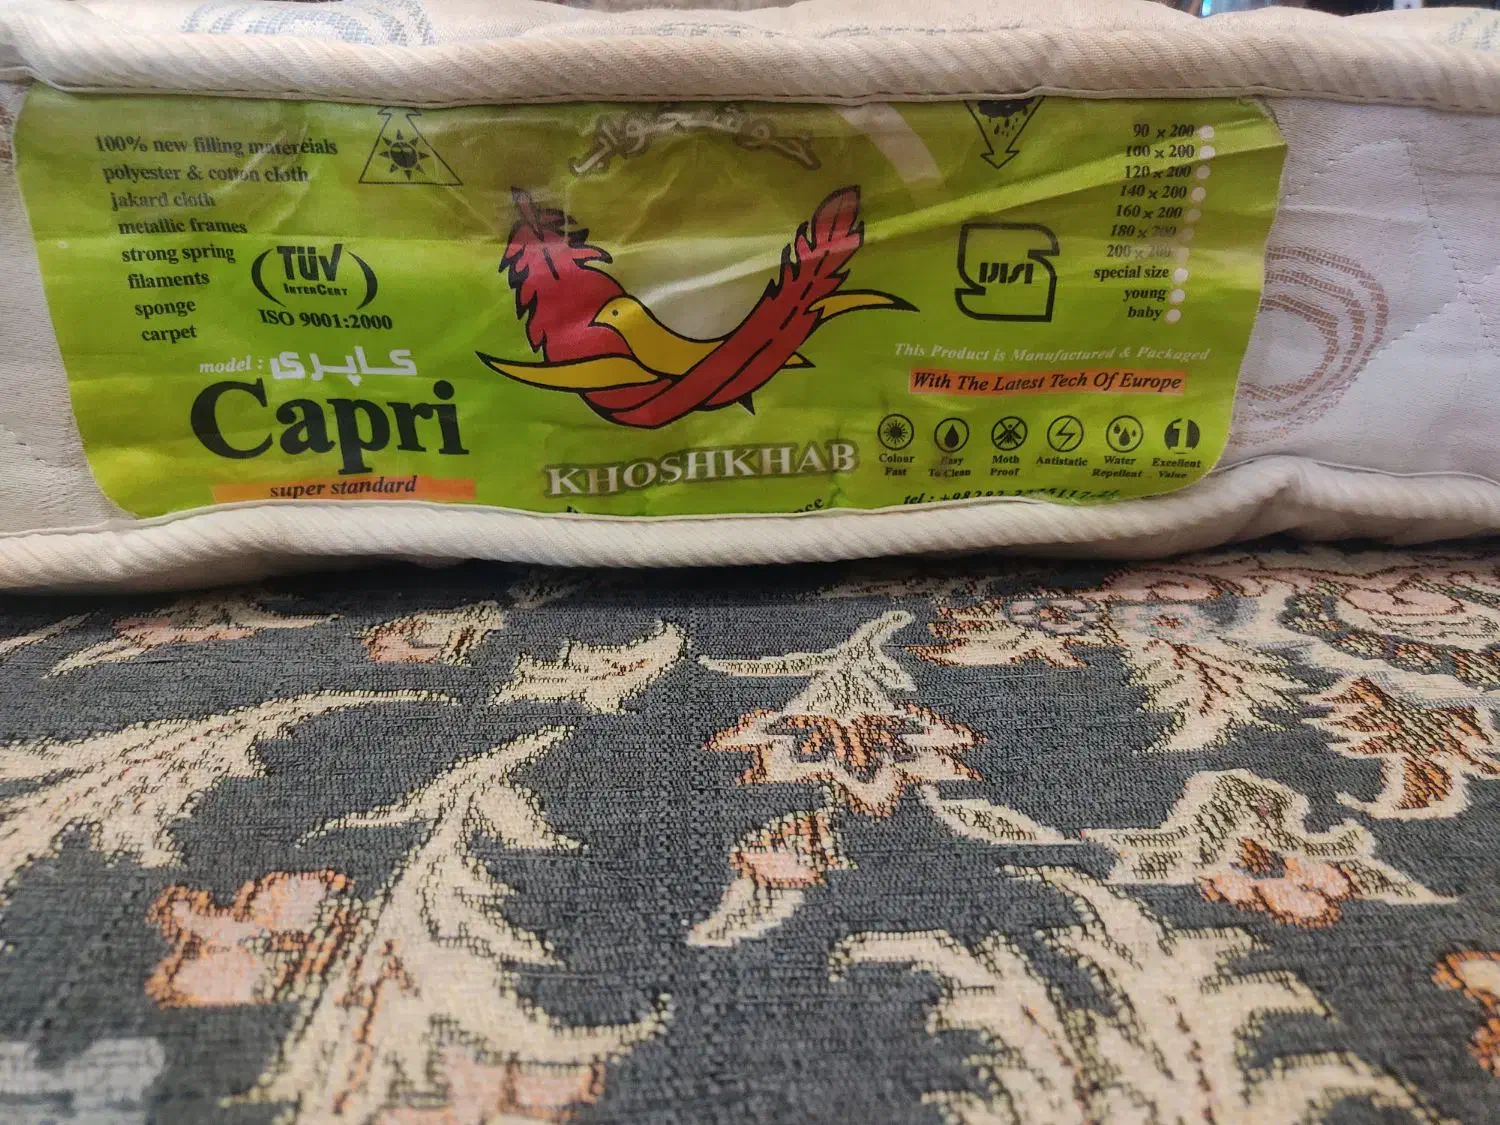 100% new filling matereials
polyester & cotton cloth
jakard cloth
metallic frames
strong spring
filaments
sponge
carpet
TÜV
INTERCERT
ISO 9001:2000
model : کاپری
Capri
super standard
خوشخواب
KHOSHKHAB
90 x 200
100 x 200
120 x 200
140 x 200
160 x 200
180 x 200
200 x 200
special size
young
baby
This Product is Manufactured & Packaged
With The Latest Tech Of Europe
Colour Fast
Easy To Clean
Moth Proof
Antistatic
Water Repellent
1
Excellent Value
tel :